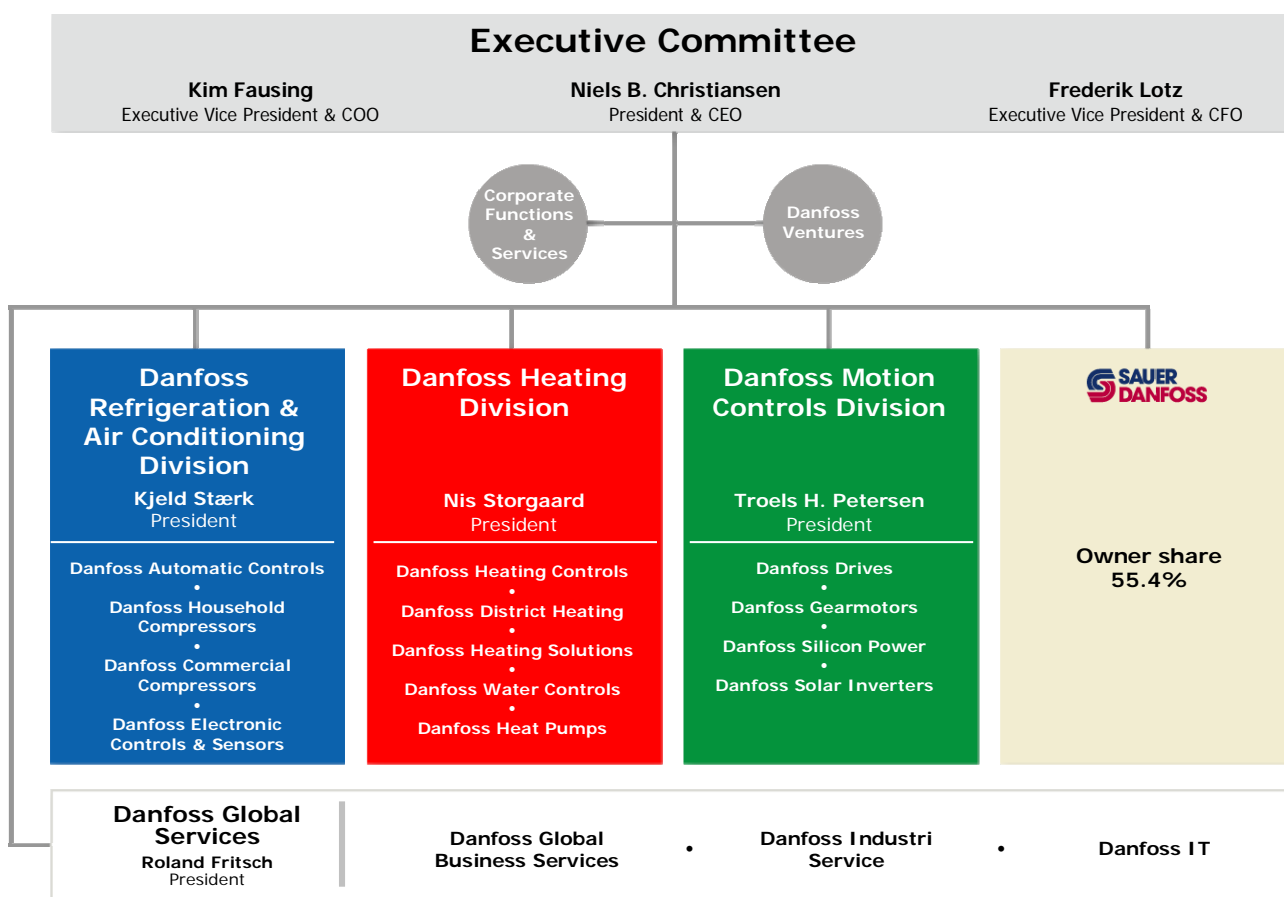 Executive Committee
Kim Fausing
Executive Vice President & COO
Niels B. Christiansen
President & CEO
Frederik Lotz
Executive Vice President & CFO
Corporate
Functions
&
Services
Danfoss
Ventures
Danfoss
Refrigeration &
Air Conditioning
Division
Kjeld Stærk
President
Danfoss Automatic Controls
•
Danfoss Household
Compressors
•
Danfoss Commercial
Compressors
•
Danfoss Electronic
Controls & Sensors
Danfoss Heating
Division
Nis Storgaard
President
Danfoss Heating Controls
•
Danfoss District Heating
•
Danfoss Heating Solutions
•
Danfoss Water Controls
•
Danfoss Heat Pumps
Danfoss Motion
Controls Division
Troels H. Petersen
President
Danfoss Drives
•
Danfoss Gearmotors
•
Danfoss Silicon Power
•
Danfoss Solar Inverters
SAUER
DANFOSS
Owner share
55.4%
Danfoss Global
Services
Roland Fritsch
President
Danfoss Global
Business Services
•
Danfoss Industri
Service
•
Danfoss IT